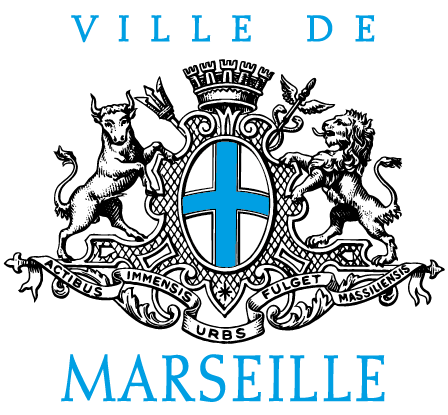 VILLE DE
ACTIBUS IMMENSIS URBS FULGET MASSILIENSIS
MARSEILLE